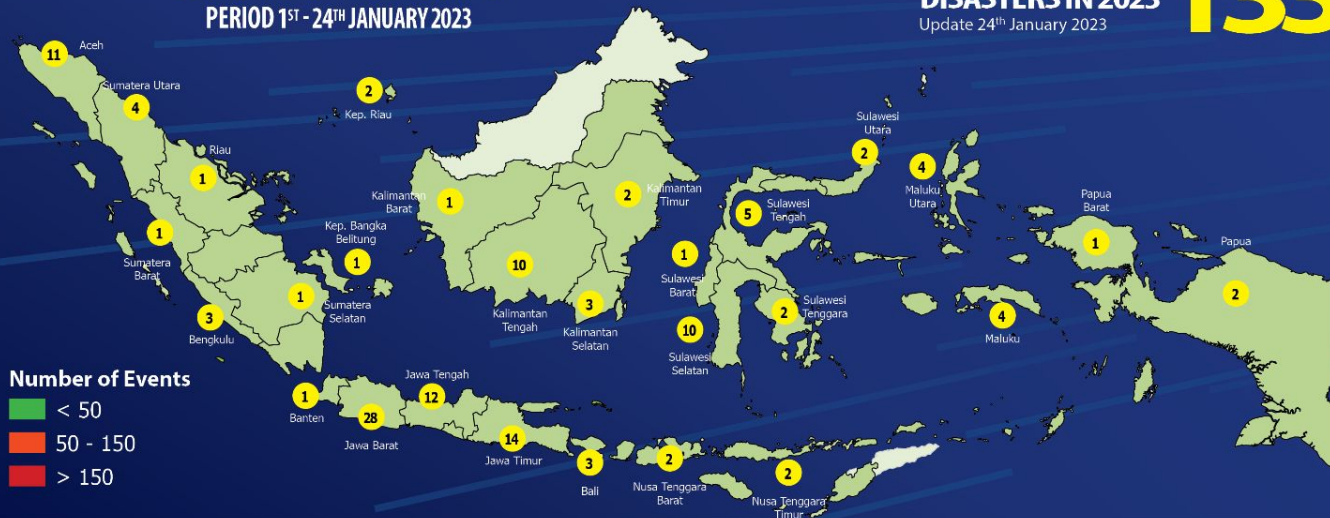 PERIOD 1ST - 24TH JANUARY 2023
DISASTERS IN 2023
Update 24th January 2023
133
11
Aceh
Sumatera Utara
4
2
Kep. Riau
Riau
1
1
Sumatera
Barat
Kep. Bangka
Belitung
1
1
Sumatera
Selatan
3
Bengkulu
Kalimantan
Barat
1
2
Kalimantan
Timur
10
Kalimantan
Tengah
3
Kalimantan
Selatan
Sulawesi
Utara
2
4
Maluku
Utara
5
Sulawesi
Tengah
1
Sulawesi
Barat
2
Sulawesi
Tenggara
10
Sulawesi
Selatan
Papua
Barat
1
Papua
2
4
Maluku
Number of Events
< 50
50 - 150
> 150
1
Banten
28
Jawa Barat
Jawa Tengah
12
14
Jawa Timur
3
Bali
2
Nusa Tenggara
Barat
2
Nusa Tenggara
Timur